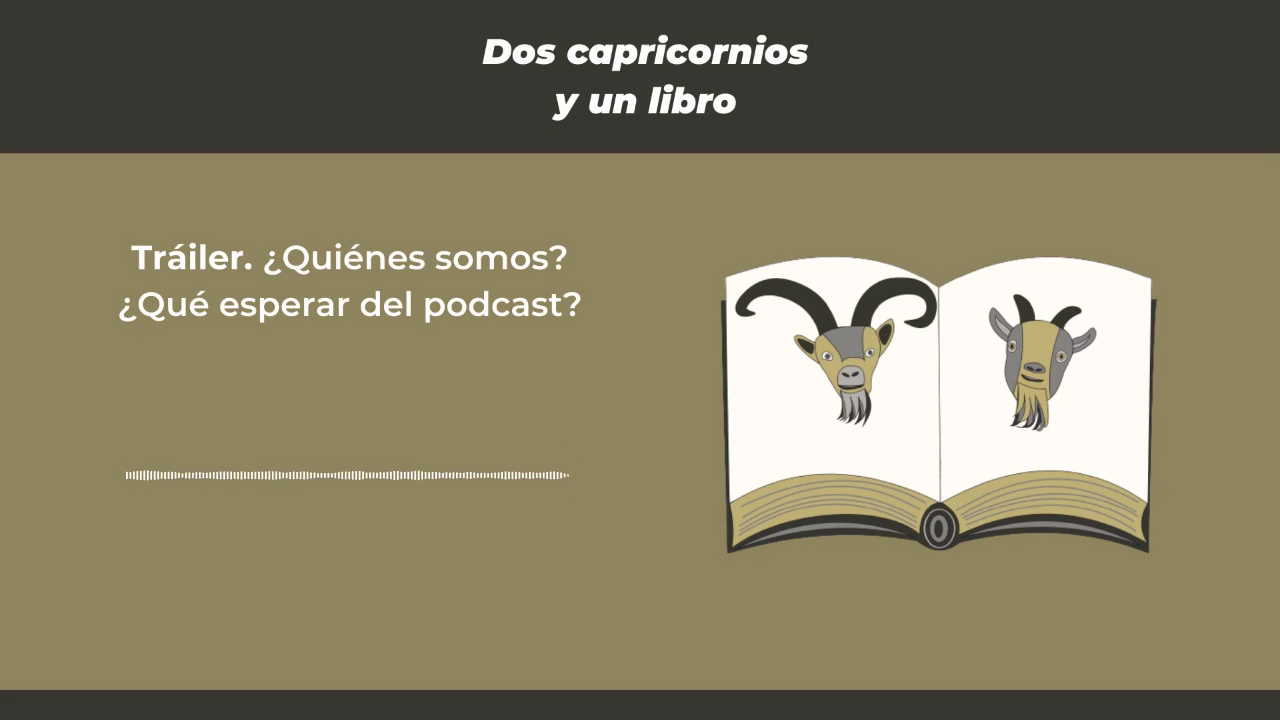 Dos capricornios
y un libro
Tráiler. ¿Quiénes somos?
¿Qué esperar del podcast?